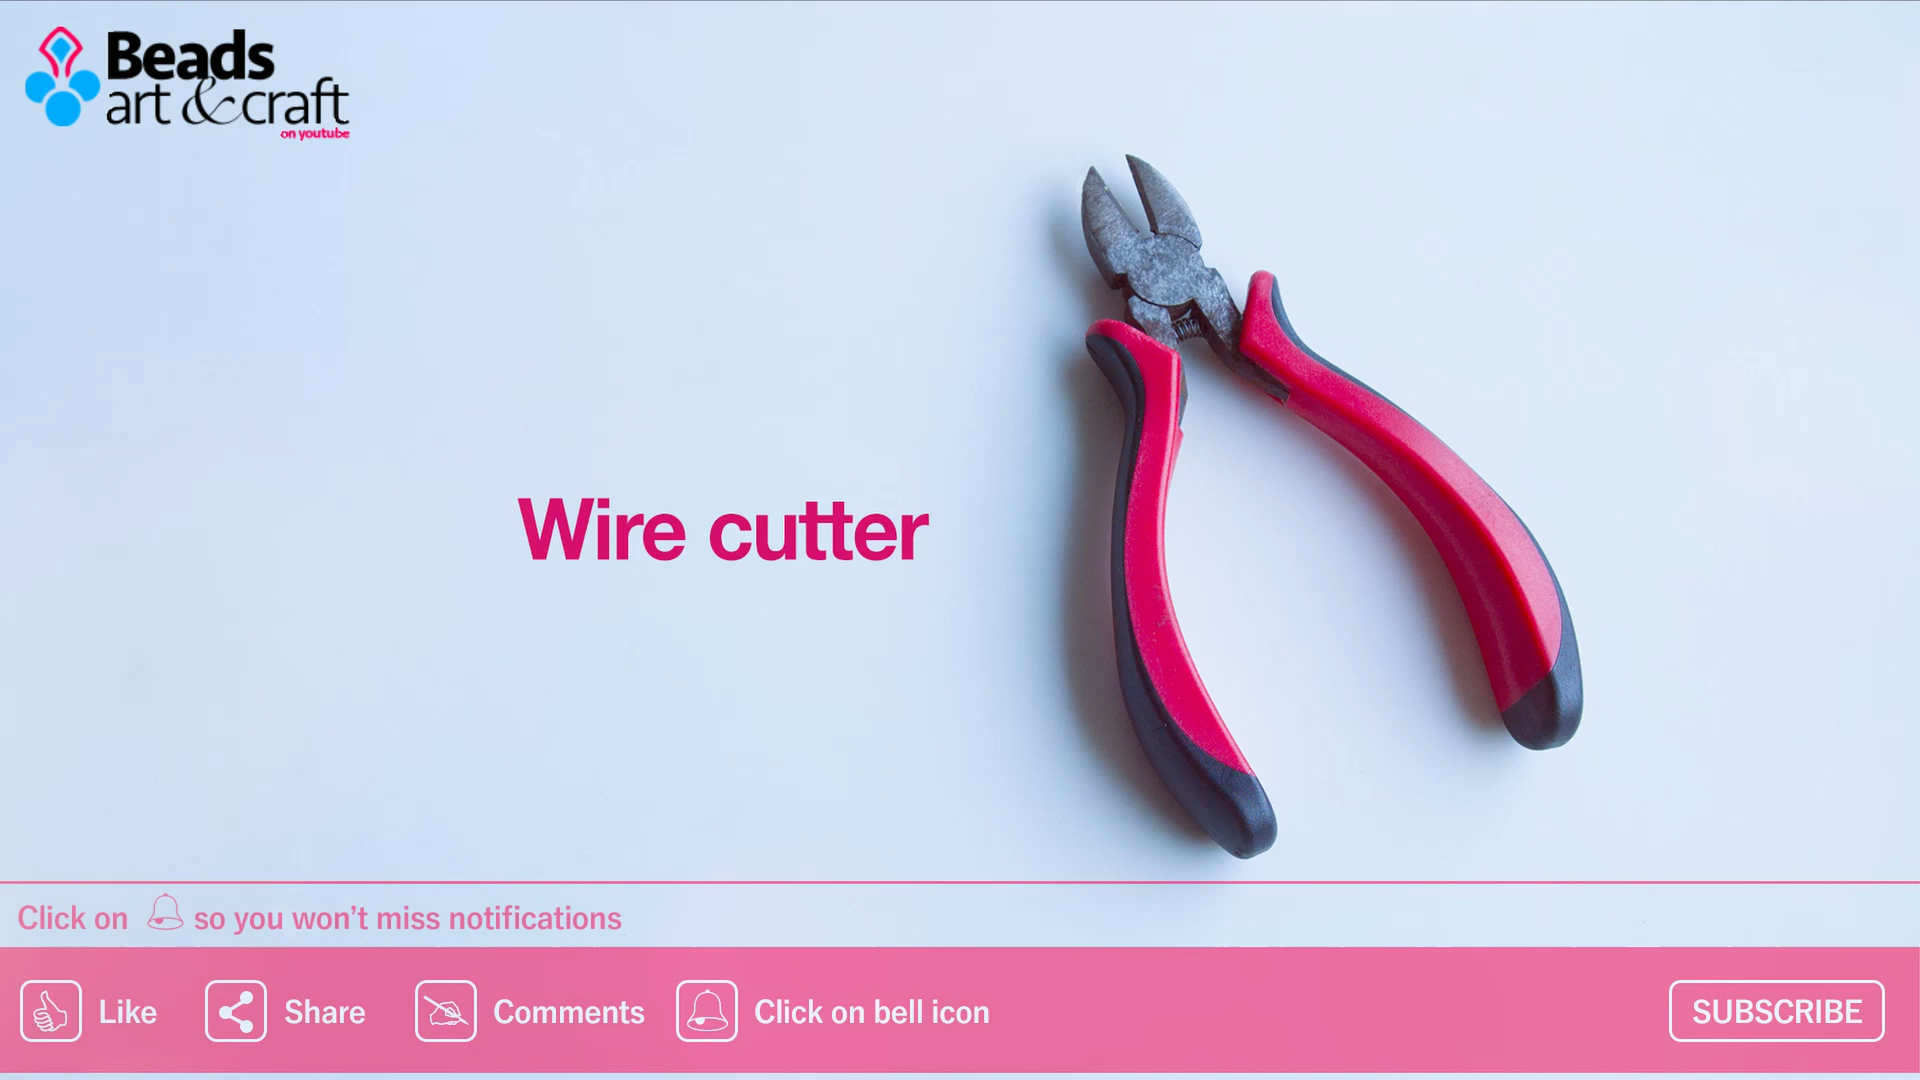 Beads
art & craft
on youtube
Wire cutter
Click on so you won't miss notifications
Like Share Comments Click on bell icon SUBSCRIBE